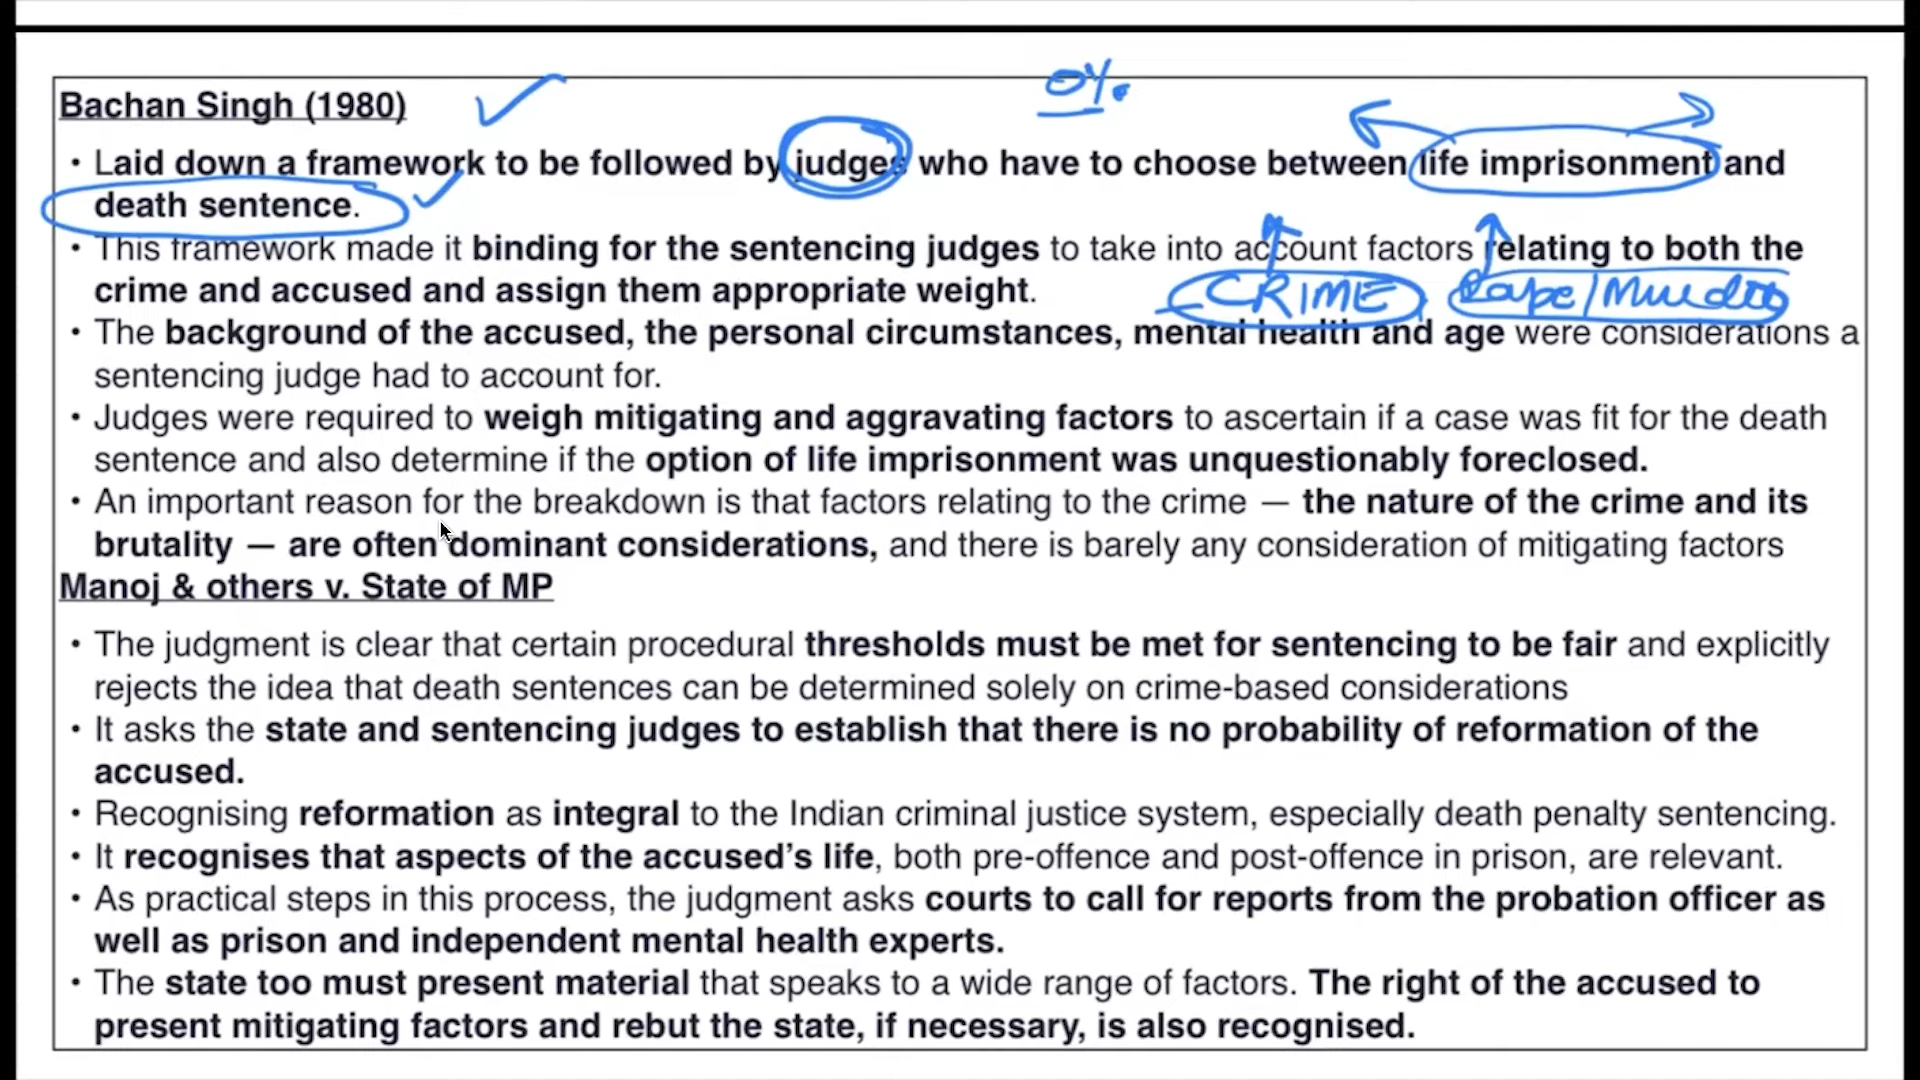 0%
Bachan Singh (1980)
• Laid down a framework to be followed by judges who have to choose between life imprisonment and
death sentence.
• This framework made it binding for the sentencing judges to take into account factors relating to both the
CRIME Rape/Murder
crime and accused and assign them appropriate weight.
• The background of the accused, the personal circumstances, mental health and age were considerations a
sentencing judge had to account for.
• Judges were required to weigh mitigating and aggravating factors to ascertain if a case was fit for the death
sentence and also determine if the option of life imprisonment was unquestionably foreclosed.
• An important reason for the breakdown is that factors relating to the crime — the nature of the crime and its
brutality — are often dominant considerations, and there is barely any consideration of mitigating factors
Manoj & others v. State of MP
• The judgment is clear that certain procedural thresholds must be met for sentencing to be fair and explicitly
rejects the idea that death sentences can be determined solely on crime-based considerations
• It asks the state and sentencing judges to establish that there is no probability of reformation of the
accused.
• Recognising reformation as integral to the Indian criminal justice system, especially death penalty sentencing.
• It recognises that aspects of the accused’s life, both pre-offence and post-offence in prison, are relevant.
• As practical steps in this process, the judgment asks courts to call for reports from the probation officer as
well as prison and independent mental health experts.
• The state too must present material that speaks to a wide range of factors. The right of the accused to
present mitigating factors and rebut the state, if necessary, is also recognised.